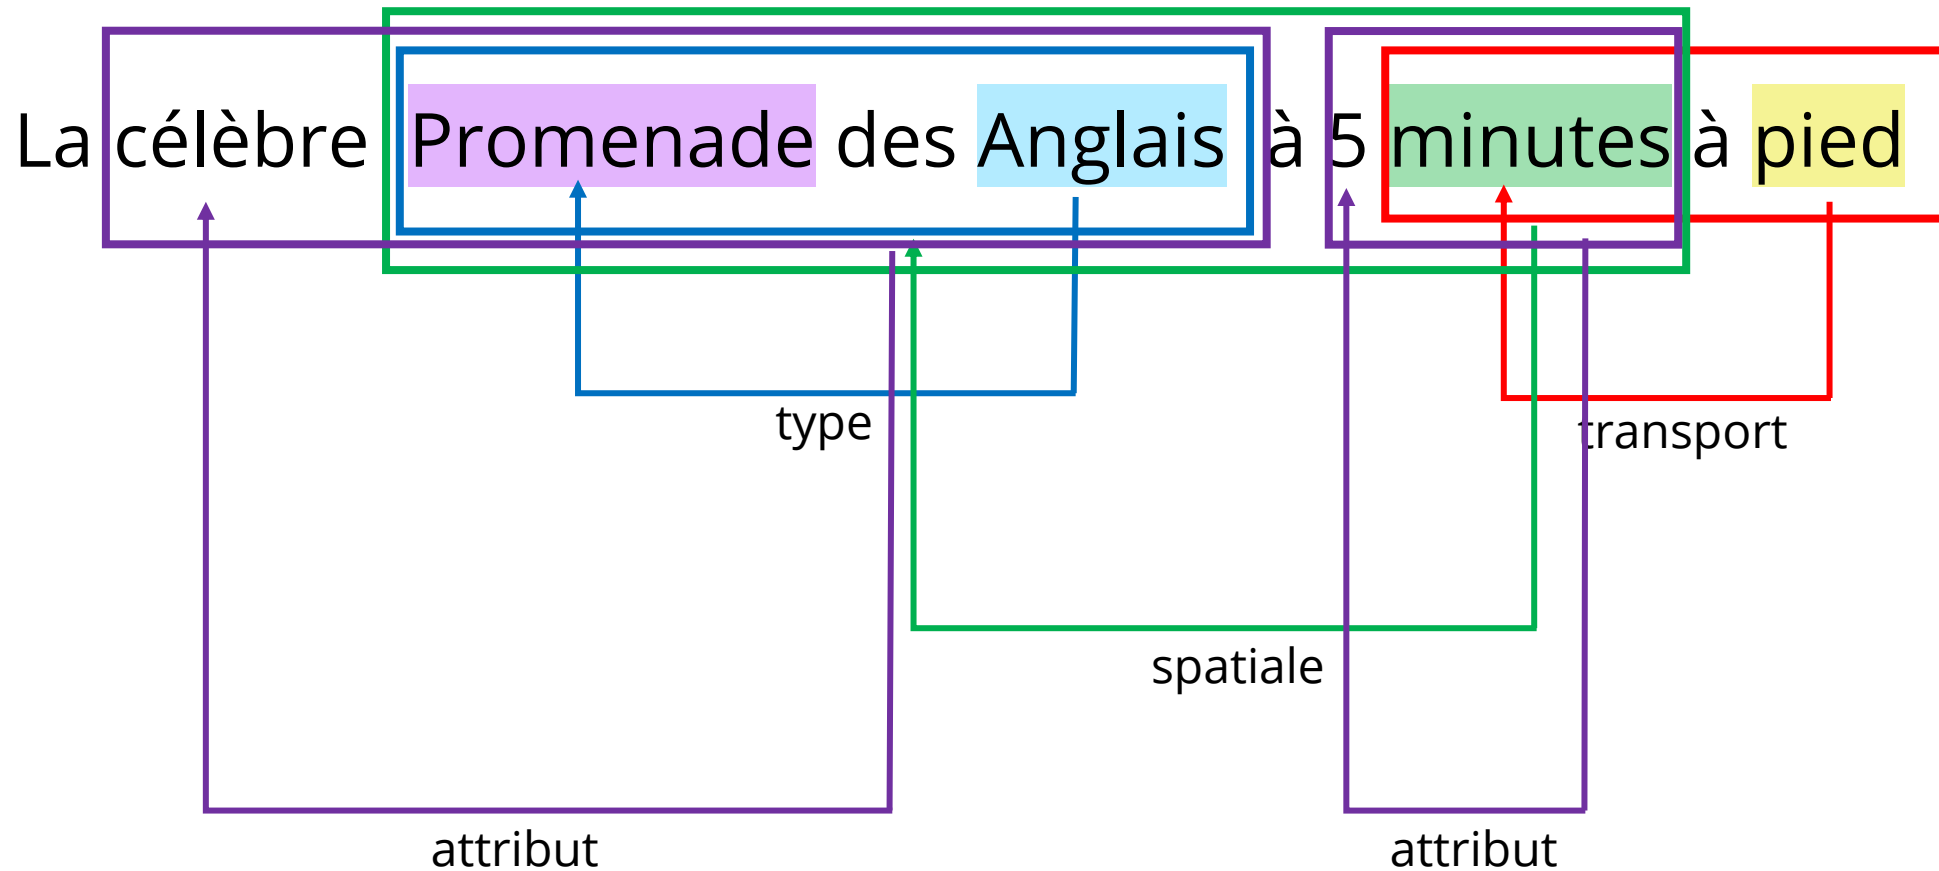 La célèbre Promenade des Anglais à 5 minutes à pied
type
transport
spatiale
attribut
attribut